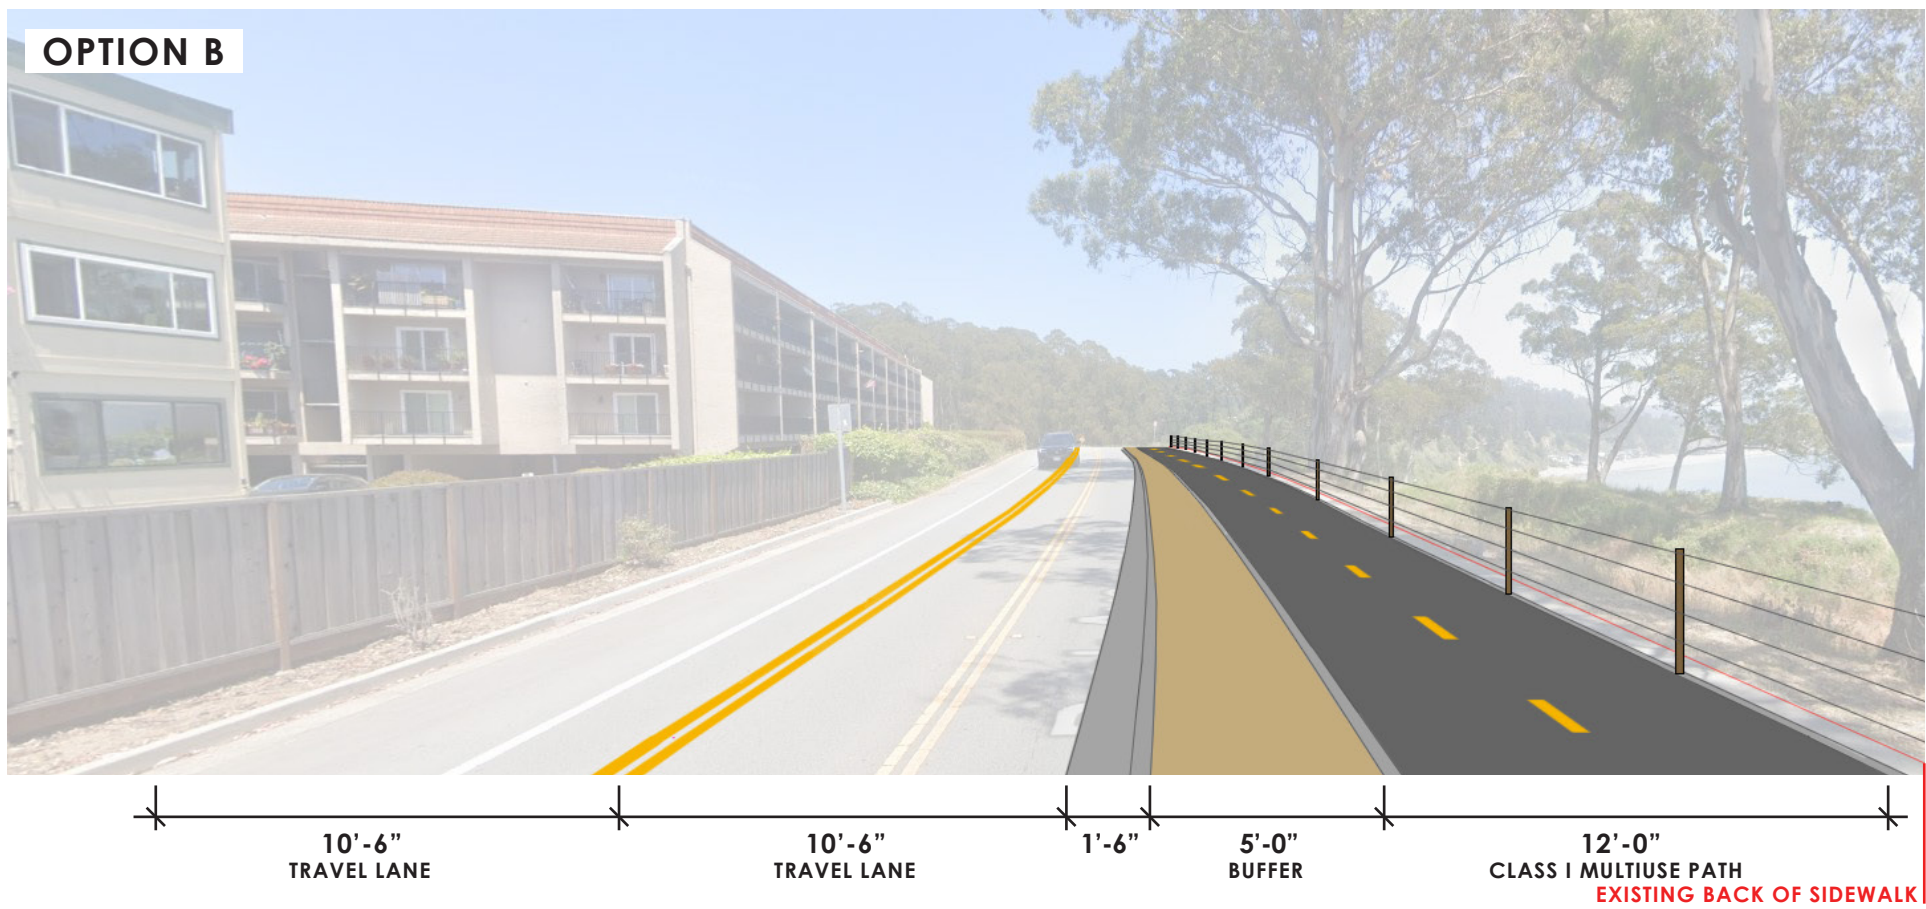 OPTION B
10’-6”
TRAVEL LANE
10’-6”
TRAVEL LANE
1’-6”
5’-0”
BUFFER
12’-0”
CLASS I MULTIUSE PATH
EXISTING BACK OF SIDEWALK